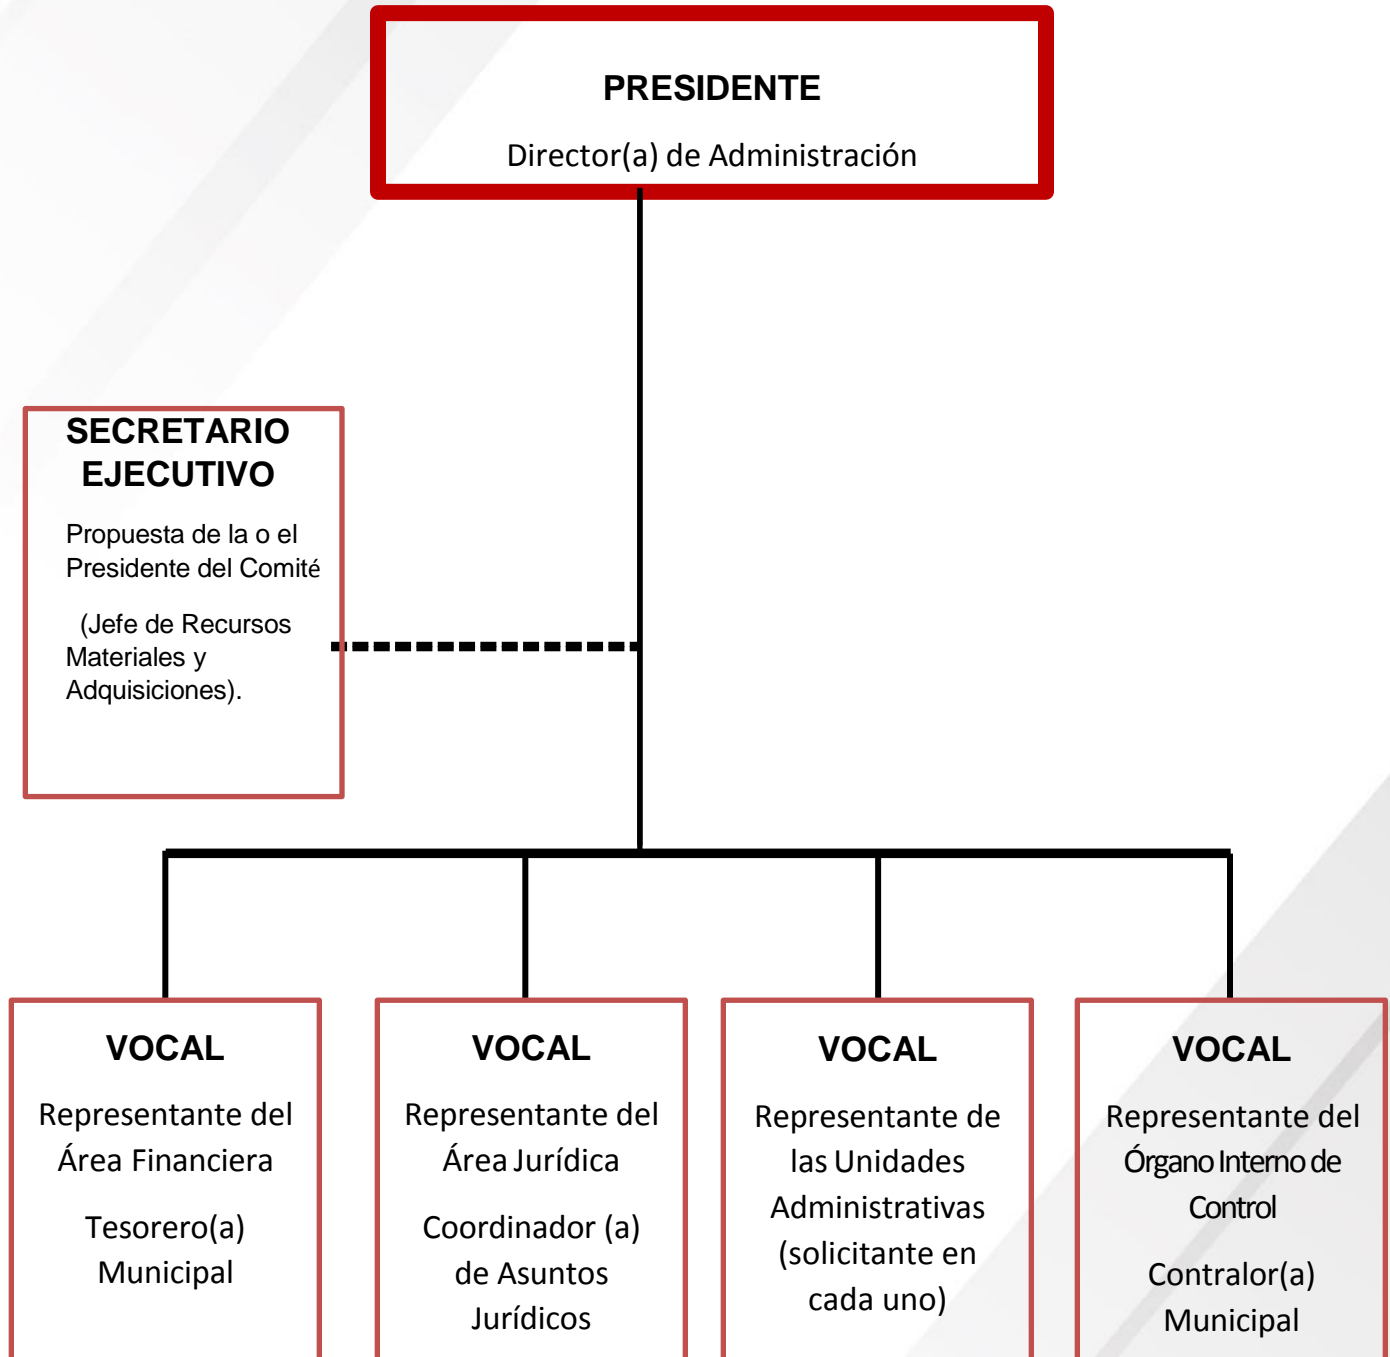 PRESIDENTE
Director(a) de Administración
SECRETARIO
EJECUTIVO
Propuesta de la o el
Presidente del Comité
(Jefe de Recursos
Materiales y
Adquisiciones).
VOCAL
Representante del
Área Financiera
Tesorero(a)
Municipal
VOCAL
Representante del
Área Jurídica
Coordinador (a)
de Asuntos
Jurídicos
VOCAL
Representante de
las Unidades
Administrativas
(solicitante en
cada uno)
VOCAL
Representante del
Órgano Interno de
Control
Contralor(a)
Municipal